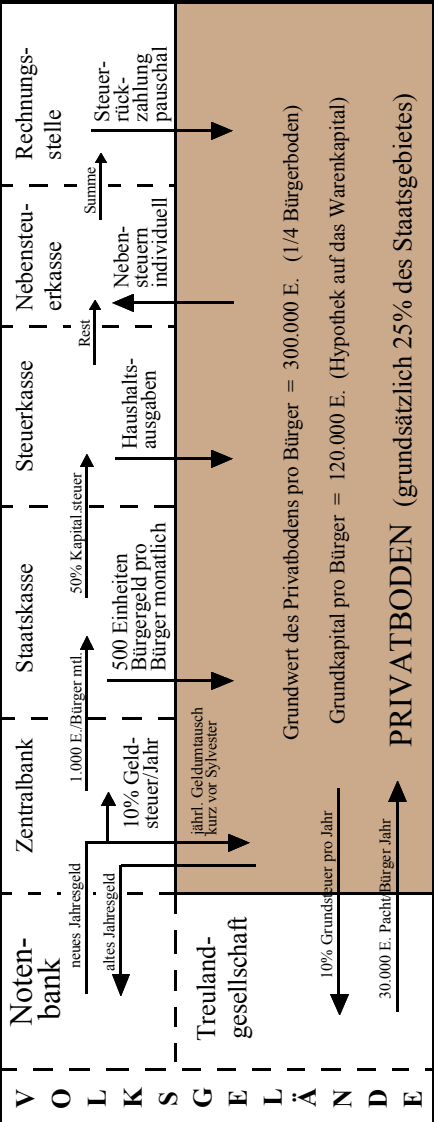 V
O
L
K
S
G
E
L
Ä
N
D
E
Noten-
bank
neues Jahresgeld
altes Jahresgeld
Zentralbank
10% Geld-
steuer/Jahr
1.000 E./Bürger mtl.
Staatskasse
500 Einheiten
Bürgergeld pro
Bürger monatlich
50% Kapital.steuer
Steuerkasse
Haushalts-
ausgaben
Rest
Nebensteu-
erkasse
Neben-
steuern
individuell
Summe
Rechnungs-
stelle
Steuer-
rück-
zahlung
pauschal
Treuland-
gesellschaft
jährl. Geldumtausch
kurz vor Sylvester
Grundwert des Privatbodens pro Bürger = 300.000 E. (1/4 Bürgerboden)
10% Grundsteuer pro Jahr
Grundkapital pro Bürger = 120.000 E. (Hypothek auf das Warenkapital)
30.000 E. Pacht/Bürger Jahr
PRIVATBODEN (grundsätzlich 25% des Staatsgebietes)